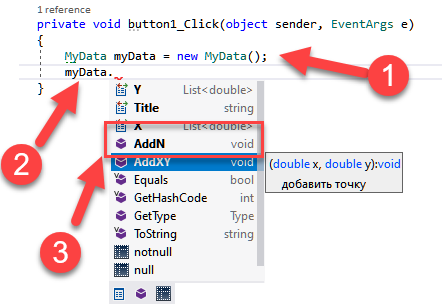 1 reference
private void button1_Click(object sender, EventArgs e)
{
MyData myData = new MyData();
1
myData.
}
2
3
Y List<double>
Title string
X List<double>
AddN void
AddXY void
(double x, double y):void
добавить точку
Equals bool
GetHashCode int
GetType Type
ToString string
notnull
null